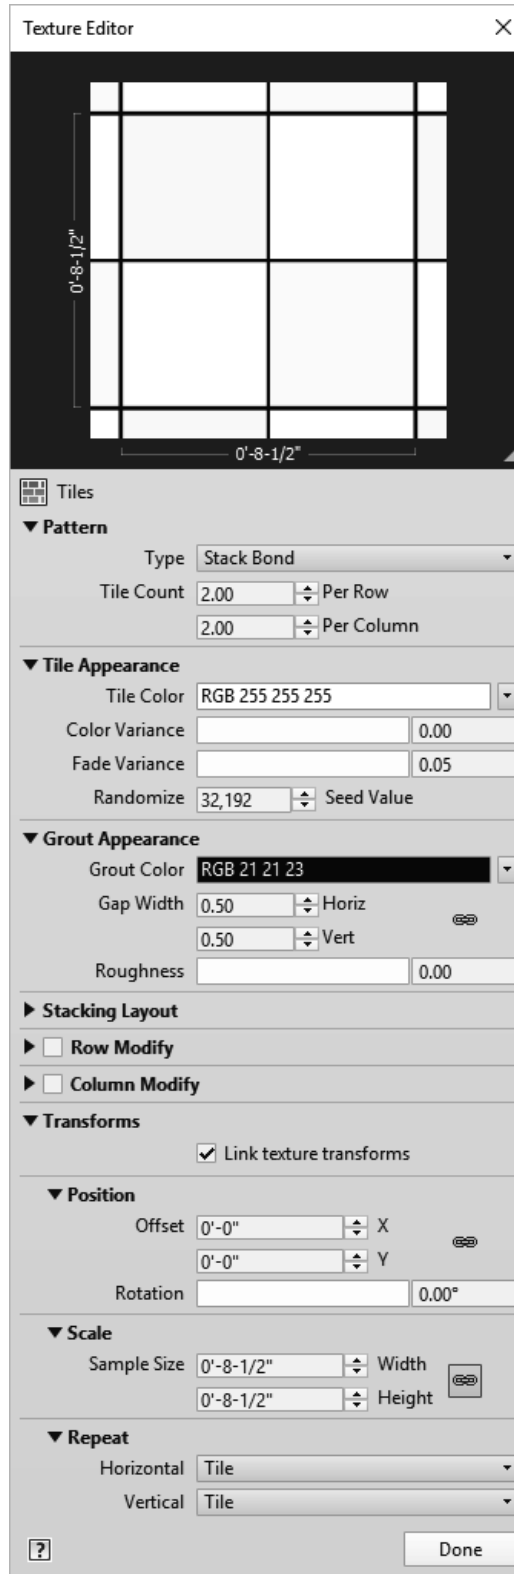 Texture Editor
0'-8-1/2"
0'-8-1/2"
Tiles
Pattern
Type Stack Bond
Tile Count 2.00 Per Row
2.00 Per Column
Tile Appearance
Tile Color RGB 255 255 255
Color Variance 0.00
Fade Variance 0.05
Randomize 32,192 Seed Value
Grout Appearance
Grout Color RGB 21 21 23
Gap Width 0.50 Horiz
0.50 Vert
Roughness 0.00
Stacking Layout
Row Modify
Column Modify
Transforms
Link texture transforms
Position
Offset 0'-0" X
0'-0" Y
Rotation 0.00°
Scale
Sample Size 0'-8-1/2" Width
0'-8-1/2" Height
Repeat
Horizontal Tile
Vertical Tile
? Done